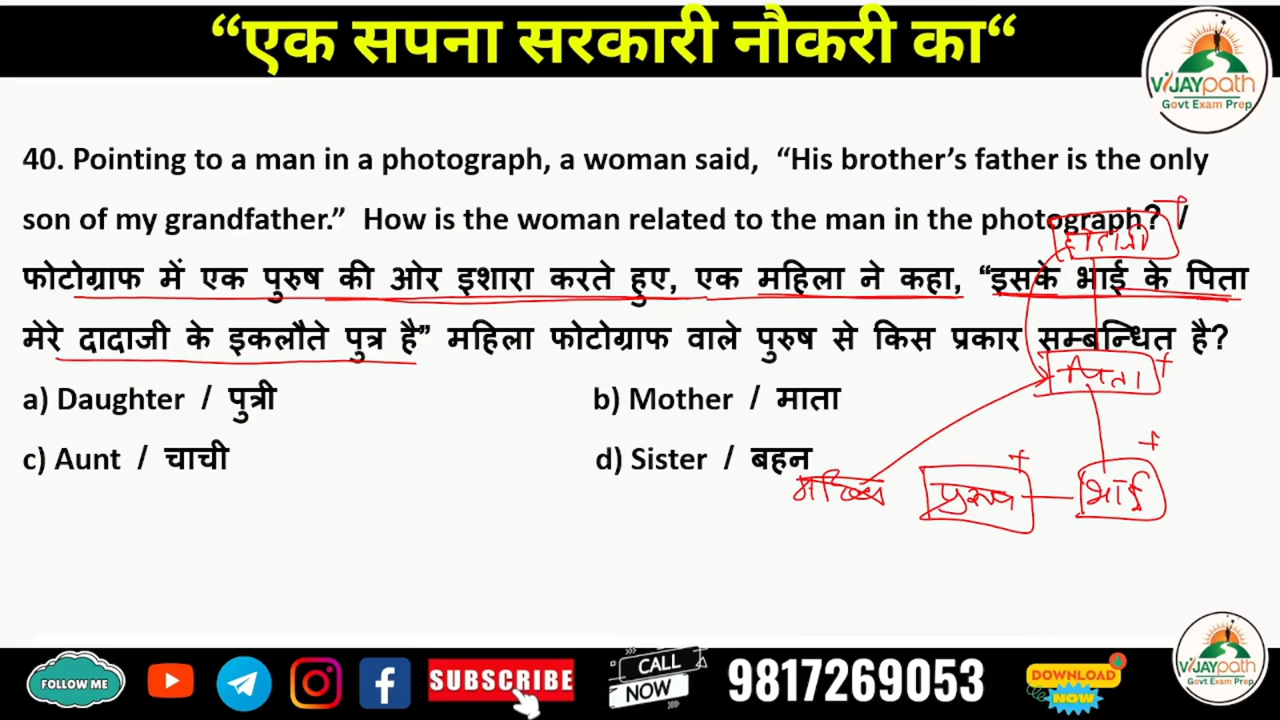 “एक सपना सरकारी नौकरी का“
VIJAYpath
Govt Exam Prep
40. Pointing to a man in a photograph, a woman said, “His brother’s father is the only
son of my grandfather.” How is the woman related to the man in the photograph? /
फोटोग्राफ में एक पुरुष की ओर इशारा करते हुए, एक महिला ने कहा, “इसके भाई के पिता
मेरे दादाजी के इकलौते पुत्र है” महिला फोटोग्राफ वाले पुरुष से किस प्रकार सम्बन्धित है?
पिता
a) Daughter / पुत्री b) Mother / माता
c) Aunt / चाची d) Sister / बहन
पुरुष भाई
FOLLOW ME
SUBSCRIBE
CALL
NOW
9817269053
DOWNLOAD
NOW
VIJAYpath
Govt Exam Prep